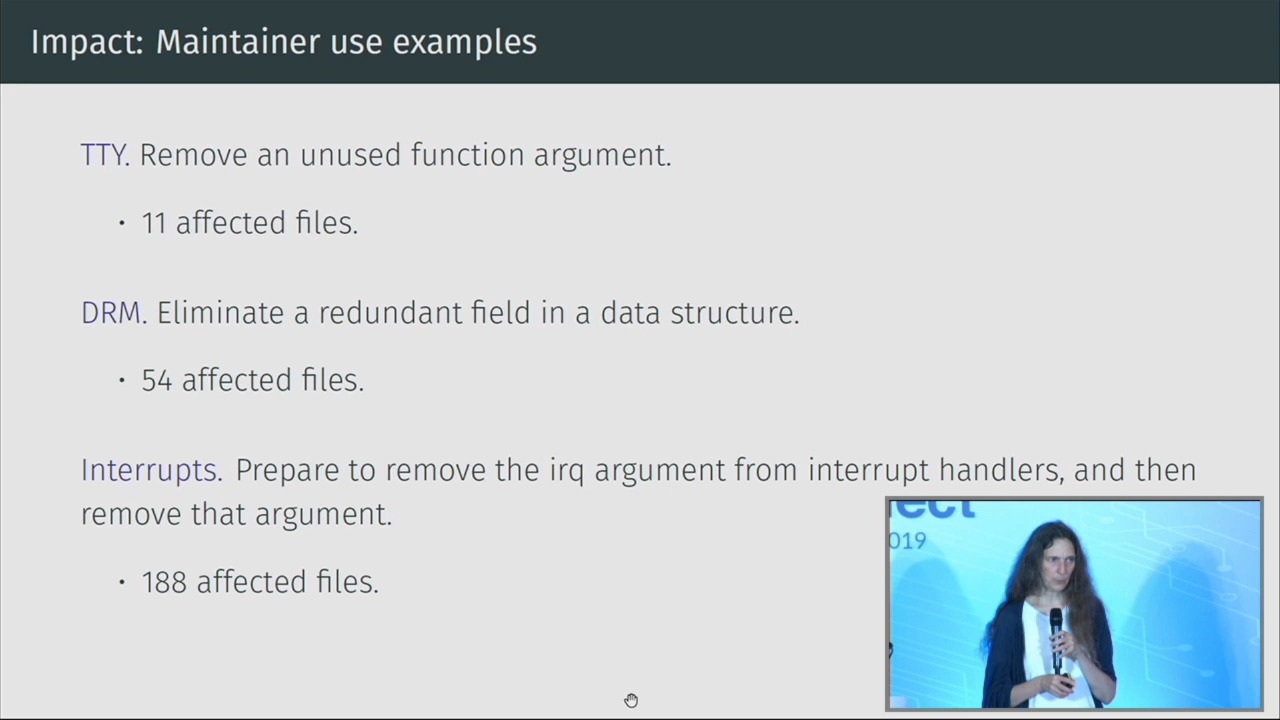 Impact: Maintainer use examples
TTY. Remove an unused function argument.
• 11 affected files.
DRM. Eliminate a redundant field in a data structure.
• 54 affected files.
Interrupts. Prepare to remove the irq argument from interrupt handlers, and then
remove that argument.
• 188 affected files.
nect
019